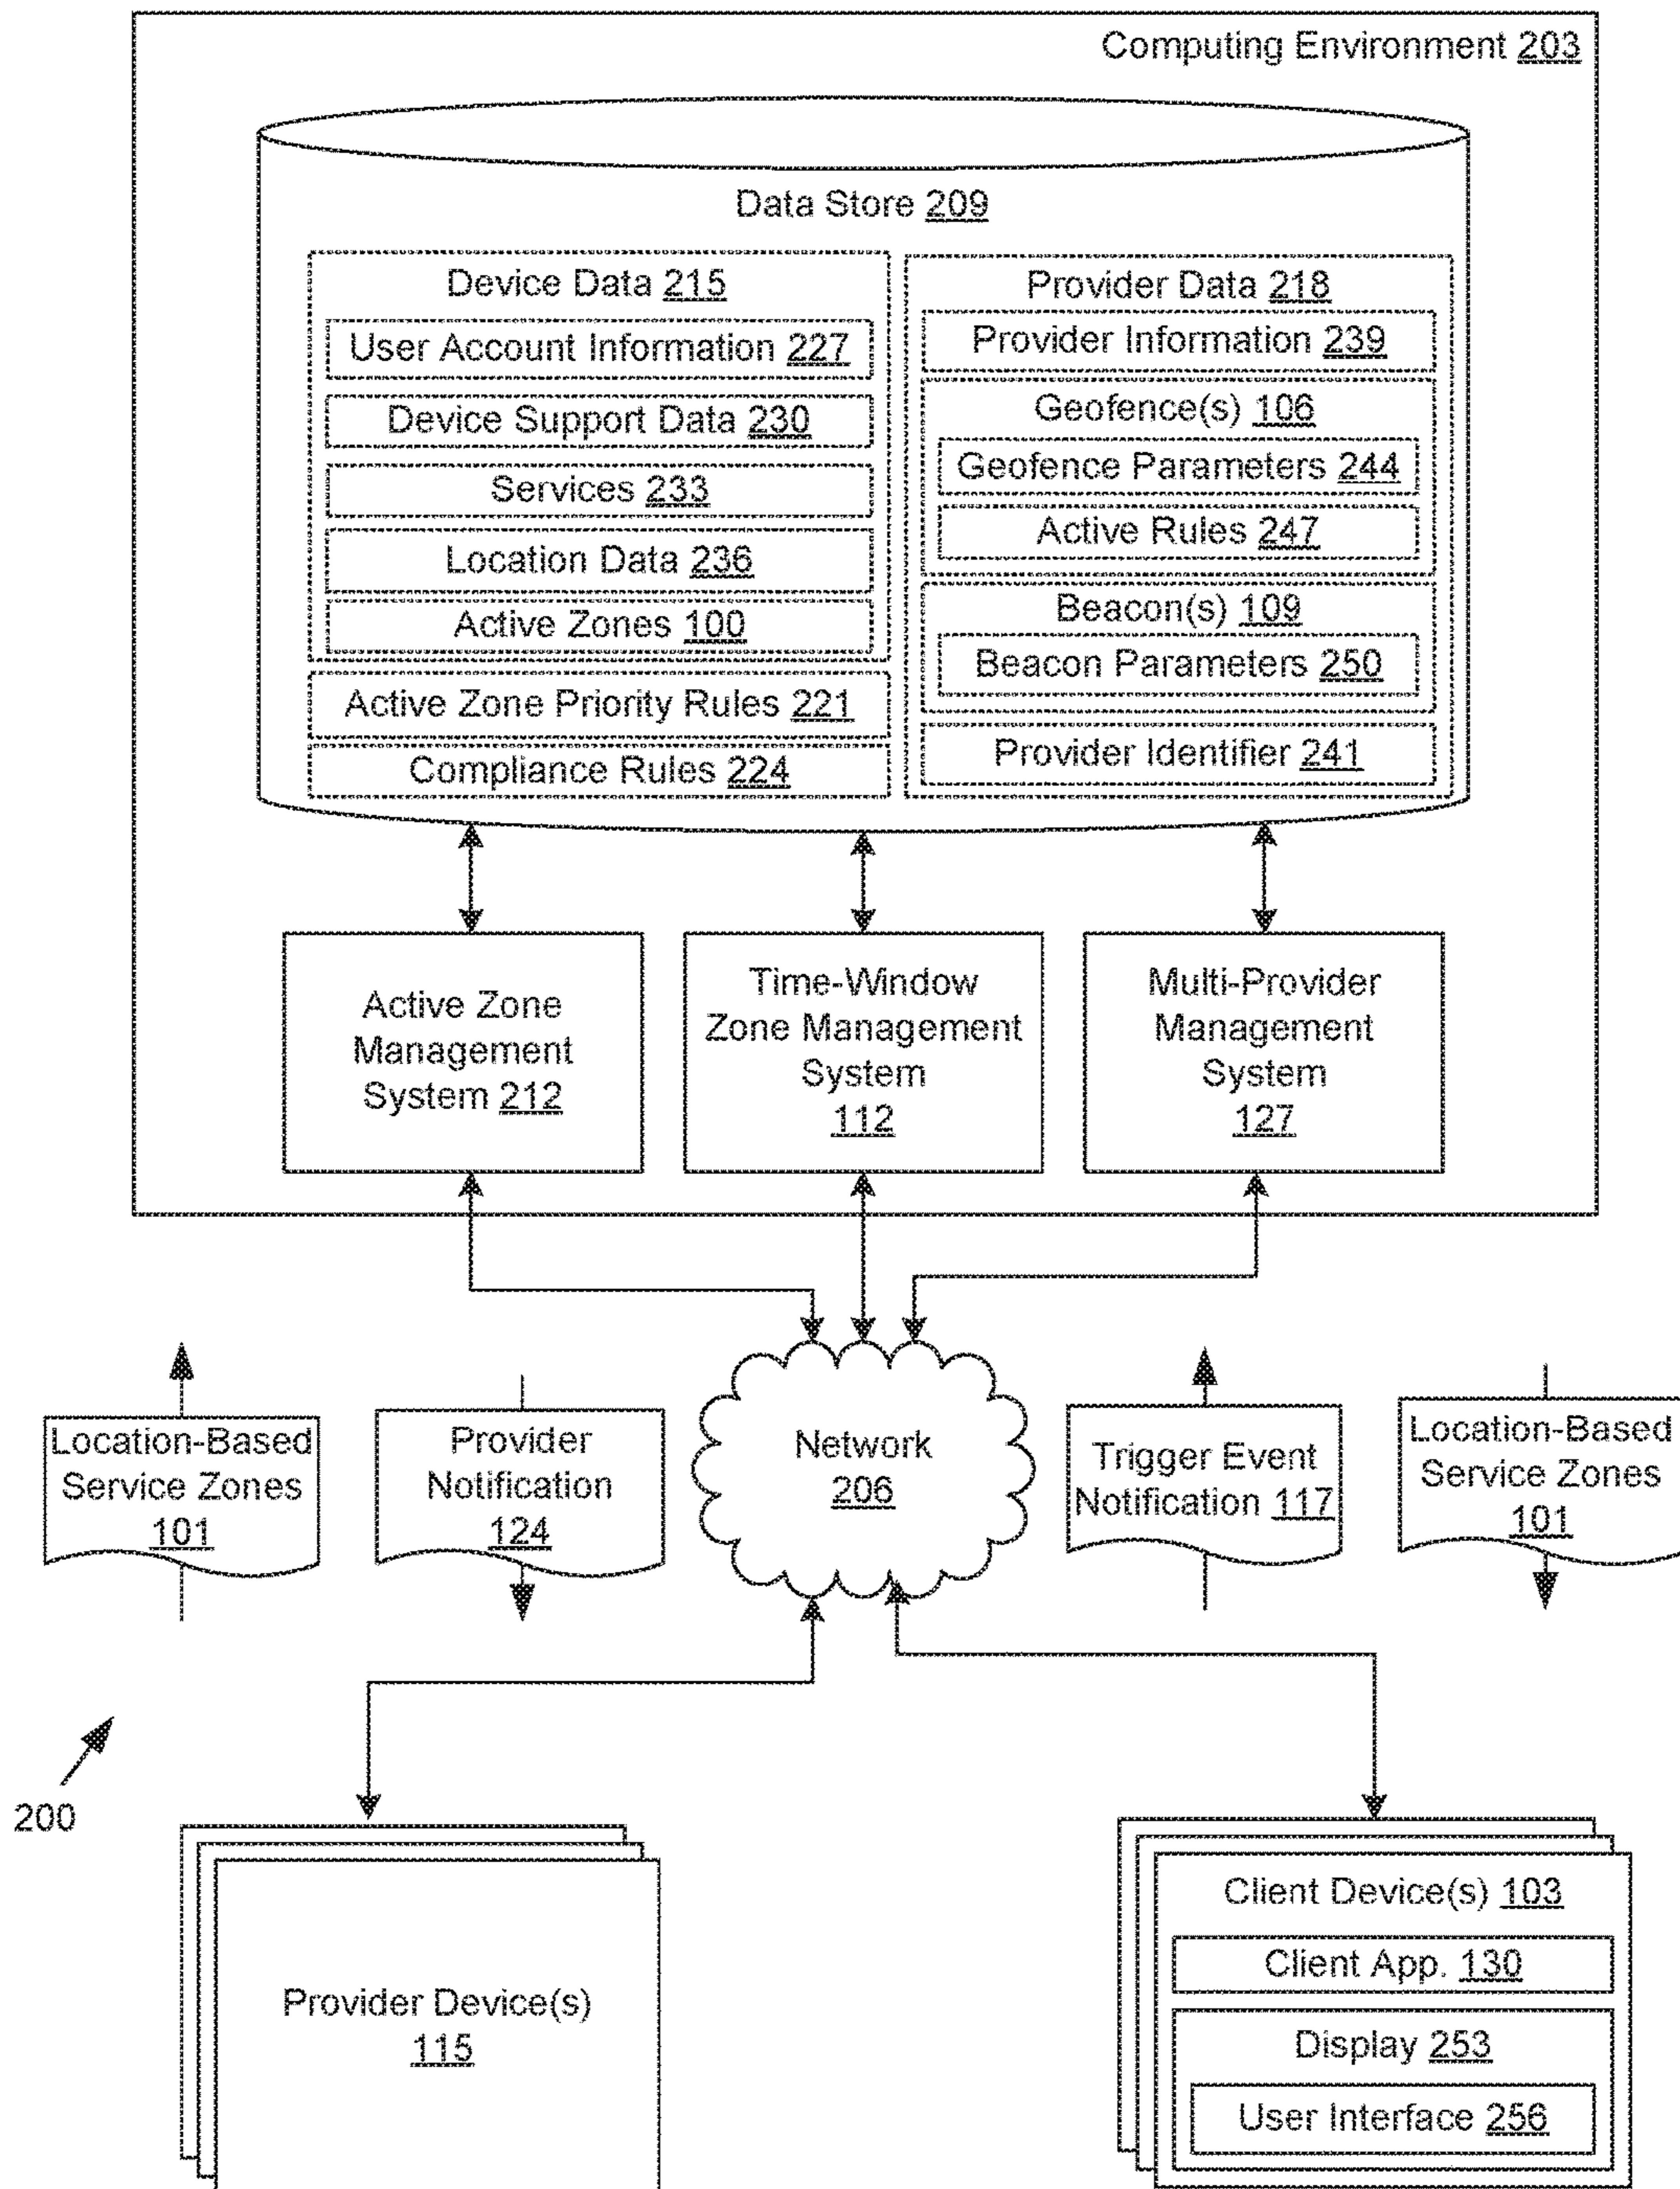 Computing Environment 203
Data Store 209
Device Data 215
User Account Information 227
Device Support Data 230
Services 233
Location Data 236
Active Zones 100
Active Zone Priority Rules 221
Compliance Rules 224
Provider Data 218
Provider Information 239
Geofence(s) 106
Geofence Parameters 244
Active Rules 247
Beacon(s) 109
Beacon Parameters 250
Provider Identifier 241
Active Zone
Management
System 212
Time-Window
Zone Management
System
112
Multi-Provider
Management
System
127
Location-Based
Service Zones
101
Provider
Notification
124
Network
206
Trigger Event
Notification 117
Location-Based
Service Zones
101
200
Provider Device(s)
115
Client Device(s) 103
Client App. 130
Display 253
User Interface 256